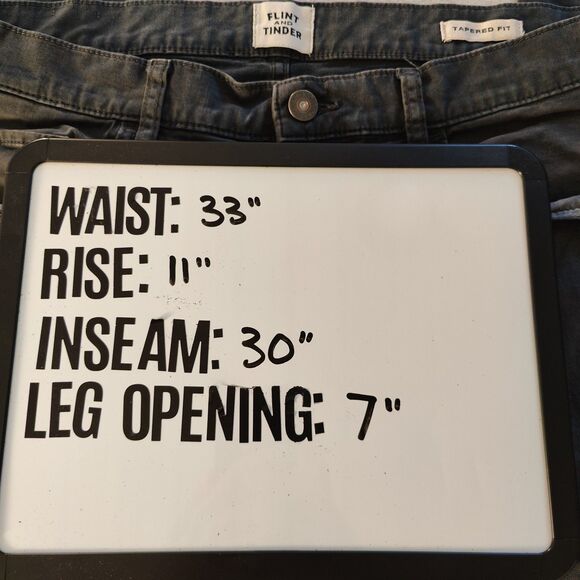 FLINT
AND
TINDER
TAPERED FIT
WAIST: 33"
RISE: 11"
INSEAM: 30"
LEG OPENING: 7"